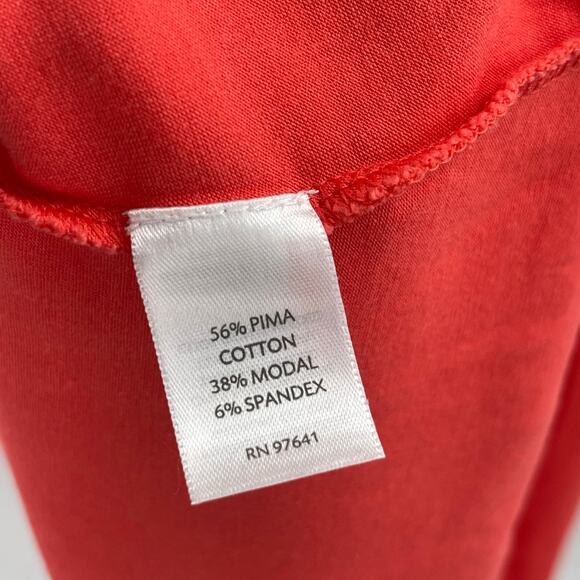 56% PIMA
COTTON
38% MODAL
6% SPANDEX
RN 97641